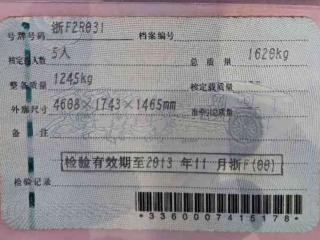 号牌号码 浙F2R031 档案编号
核定载人数 5人 总质量 1620kg
整备质量 1245kg 核定载质量
外廓尺寸 4608×1743×1465mm 准牵引总质量
备注
检验有效期至2013年11月浙F(00)
检验记录
*3360007415178*